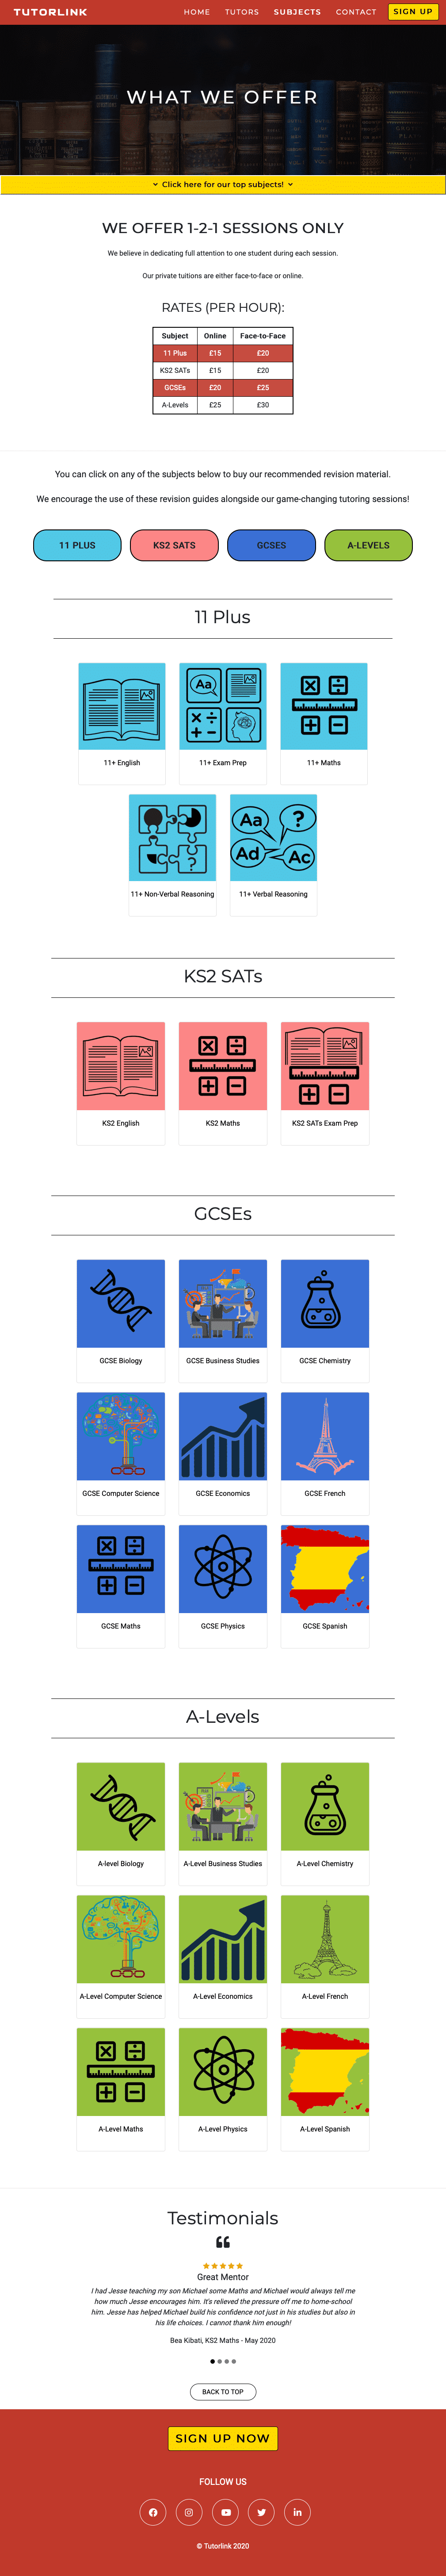 TUTORLINK
HOME TUTORS SUBJECTS CONTACT SIGN UP
WHAT WE OFFER
Click here for our top subjects!
WE OFFER 1-2-1 SESSIONS ONLY
We believe in dedicating full attention to one student during each session.
Our private tuitions are either face-to-face or online.
RATES (PER HOUR):
Subject Online Face-to-Face
11 Plus £15 £20
KS2 SATs £15 £20
GCSEs £20 £25
A-Levels £25 £30
You can click on any of the subjects below to buy our recommended revision material.
We encourage the use of these revision guides alongside our game-changing tutoring sessions!
11 PLUS KS2 SATS GCSES A-LEVELS
11 Plus
Aa
11+ English 11+ Exam Prep 11+ Maths
?
Aa ?
Ad Ac
11+ Non-Verbal Reasoning 11+ Verbal Reasoning
KS2 SATs
KS2 English KS2 Maths KS2 SATs Exam Prep
GCSEs
GCSE Biology GCSE Business Studies GCSE Chemistry
GCSE Computer Science GCSE Economics GCSE French
GCSE Maths GCSE Physics GCSE Spanish
A-Levels
A-level Biology A-Level Business Studies A-Level Chemistry
A-Level Computer Science A-Level Economics A-Level French
A-Level Maths A-Level Physics A-Level Spanish
Testimonials
Great Mentor
I had Jesse teaching my son Michael some Maths and Michael would always tell me
how much Jesse encourages him. It's relieved the pressure off me to home-school
him. Jesse has helped Michael build his confidence not just in his studies but also in
his life choices. I cannot thank him enough!
Bea Kibati, KS2 Maths - May 2020
BACK TO TOP
SIGN UP NOW
FOLLOW US
© Tutorlink 2020